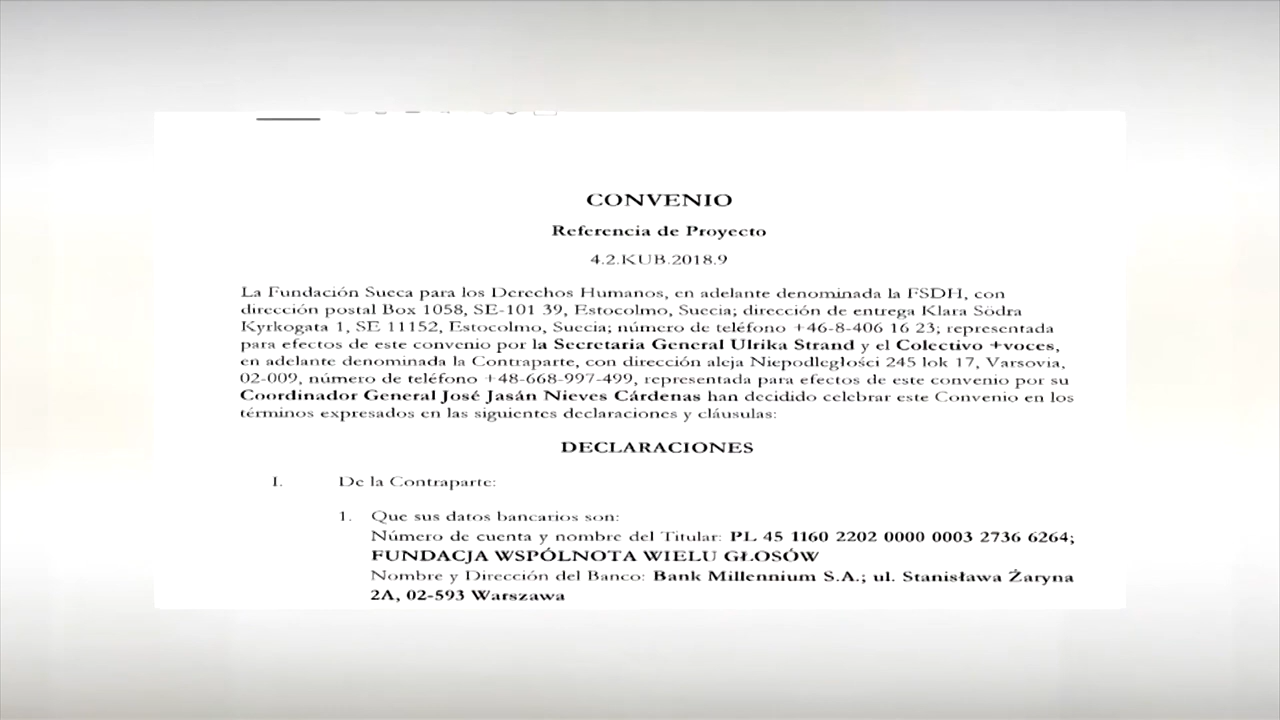 CONVENIO
Referencia de Proyecto
4.2.KUB.2018.9
La Fundación Sueca para los Derechos Humanos, en adelante denominada la FSDH, con
dirección postal Box 1058, SE-101 39, Estocolmo, Suecia; dirección de entrega Klara Södra
Kyrkogata 1, SE 11152, Estocolmo, Suecia; número de teléfono +46-8-406 16 23; representada
para efectos de este convenio por la Secretaria General Ulrika Strand y el Colectivo +voces,
en adelante denominada la Contraparte, con dirección aleja Niepodległości 245 lok 17, Varsovia,
02-009, número de teléfono +48-668-997-499, representada para efectos de este convenio por su
Coordinador General José Jasán Nieves Cárdenas han decidido celebrar este Convenio en los
términos expresados en las siguientes declaraciones y cláusulas:
DECLARACIONES
I. De la Contraparte:
1. Que sus datos bancarios son:
Número de cuenta y nombre del Titular: PL 45 1160 2202 0000 0003 2736 6264;
FUNDACJA WSPÓLNOTA WIELU GŁOSÓW
Nombre y Dirección del Banco: Bank Millennium S.A.; ul. Stanisława Żaryna
2A, 02-593 Warszawa